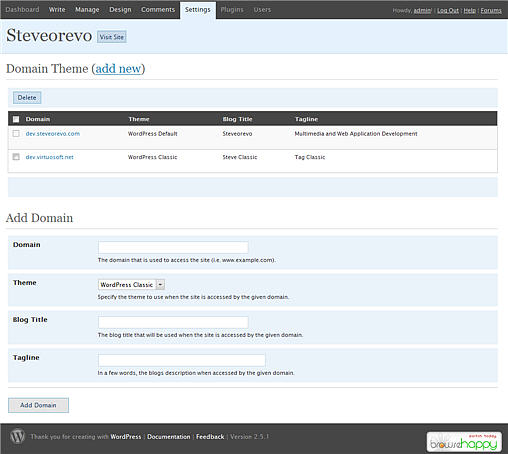 Dashboard Write Manage Design Comments Settings Plugins Users Howdy, admin! | Log Out | Help | Forums
Steveorevo Visit Site
Domain Theme (add new)
Delete
Domain Theme Blog Title Tagline
dev.steveorevo.com WordPress Default Steveorevo Multimedia and Web Application Development
dev.virtuosoft.net WordPress Classic Steve Classic Tag Classic
Add Domain
Domain
The domain that is used to access the site (i.e. www.example.com).
Theme WordPress Classic
Specify the theme to use when the site is accessed by the given domain.
Blog Title
The blog title that will be used when the site is accessed by the given domain.
Tagline
In a few words, the blogs description when accessed by the given domain.
Add Domain
Thank you for creating with WordPress | Documentation | Feedback | Version 2.5.1
switch today
browsehappy